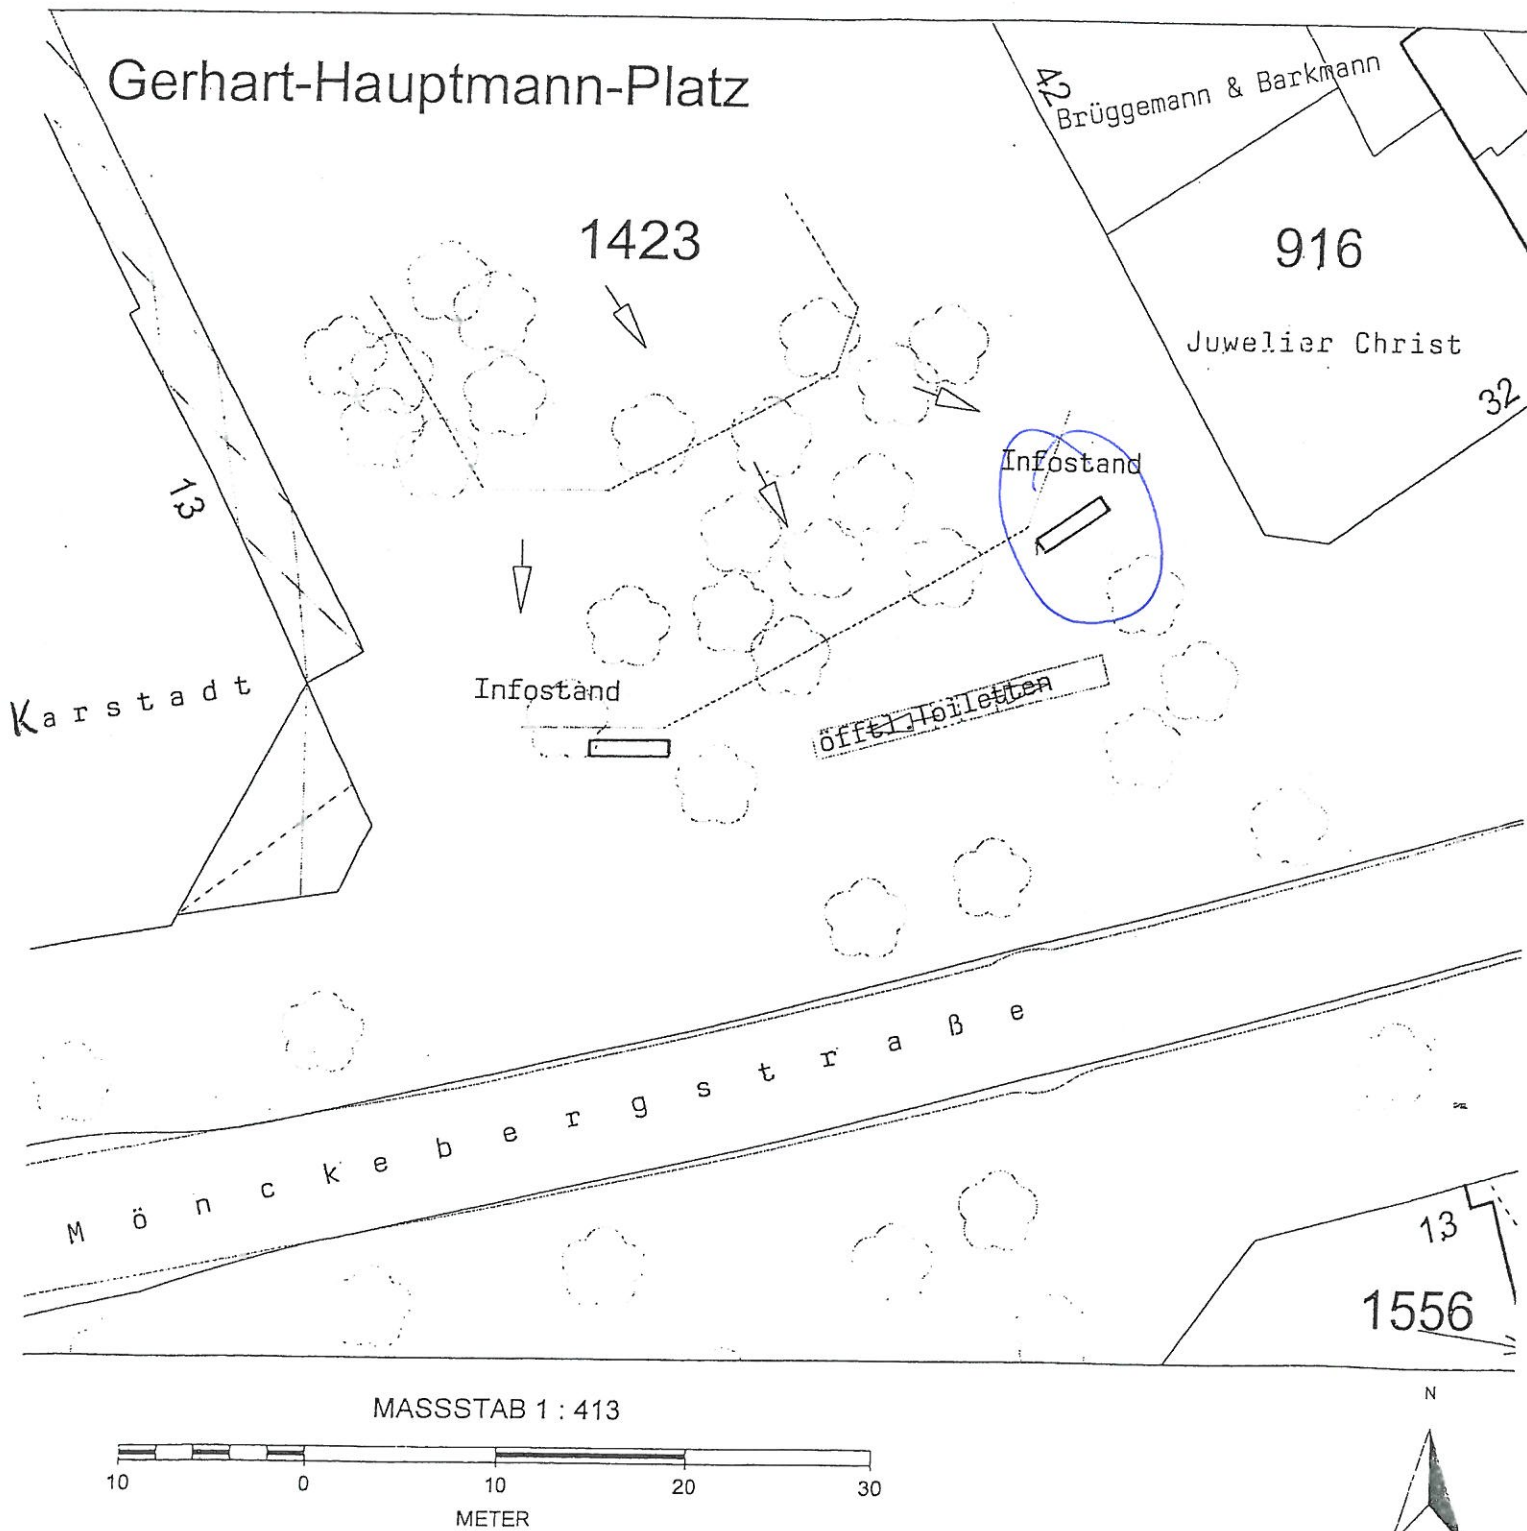 Gerhart-Hauptmann-Platz
42
Brüggemann & Barkmann
1423
916
Juwelier Christ
32
Infostand
13
Karstadt
Infostand
öfftl.Toiletten
Mönckebergstraße
13
1556
MASSSTAB 1 : 413
10 0 10 20 30
METER
N